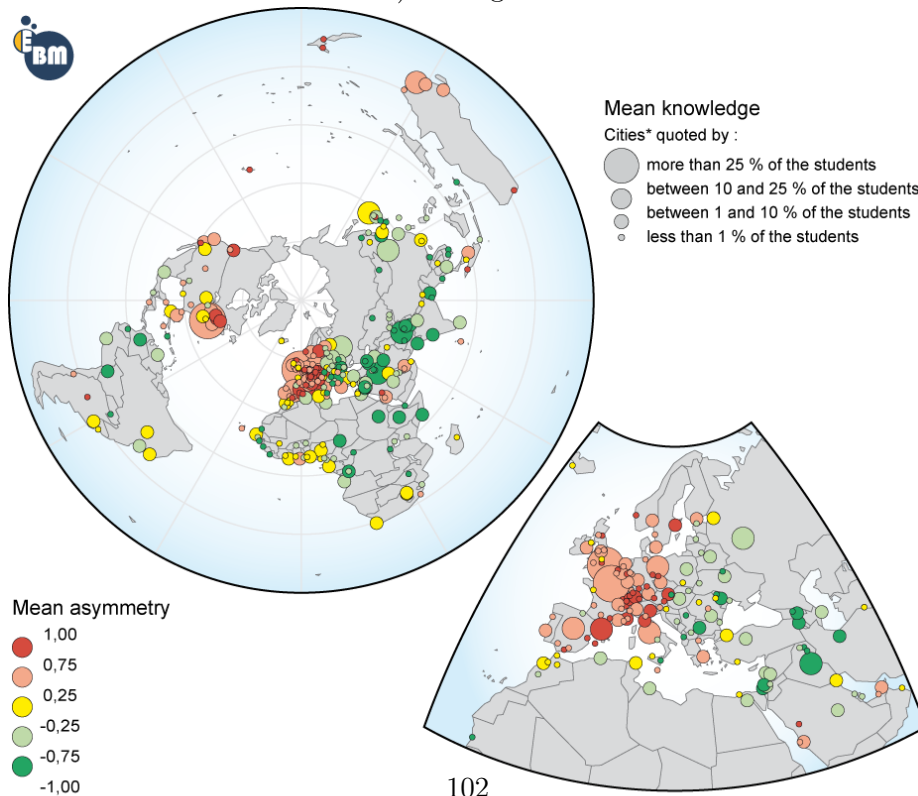 EBM
Mean knowledge
Cities* quoted by :
more than 25 % of the students
between 10 and 25 % of the students
between 1 and 10 % of the students
less than 1 % of the students
Mean asymmetry
1,00
0,75
0,25
-0,25
-0,75
-1,00
102